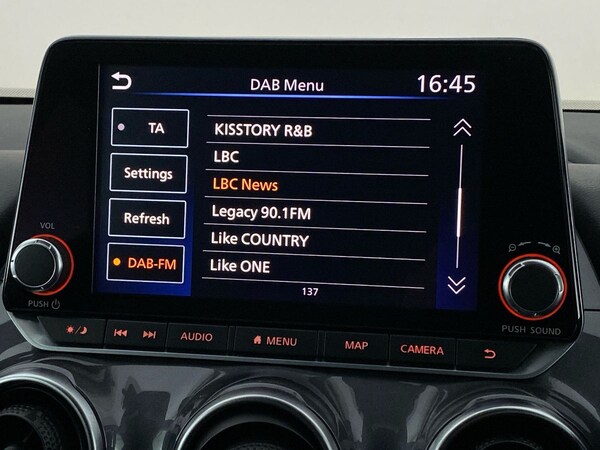 DAB Menu
16:45
TA
Settings
Refresh
DAB-FM
KISSTORY R&B
LBC
LBC News
Legacy 90.1FM
Like COUNTRY
Like ONE
137
VOL
PUSH
PUSH SOUND
AUDIO
MENU
MAP
CAMERA